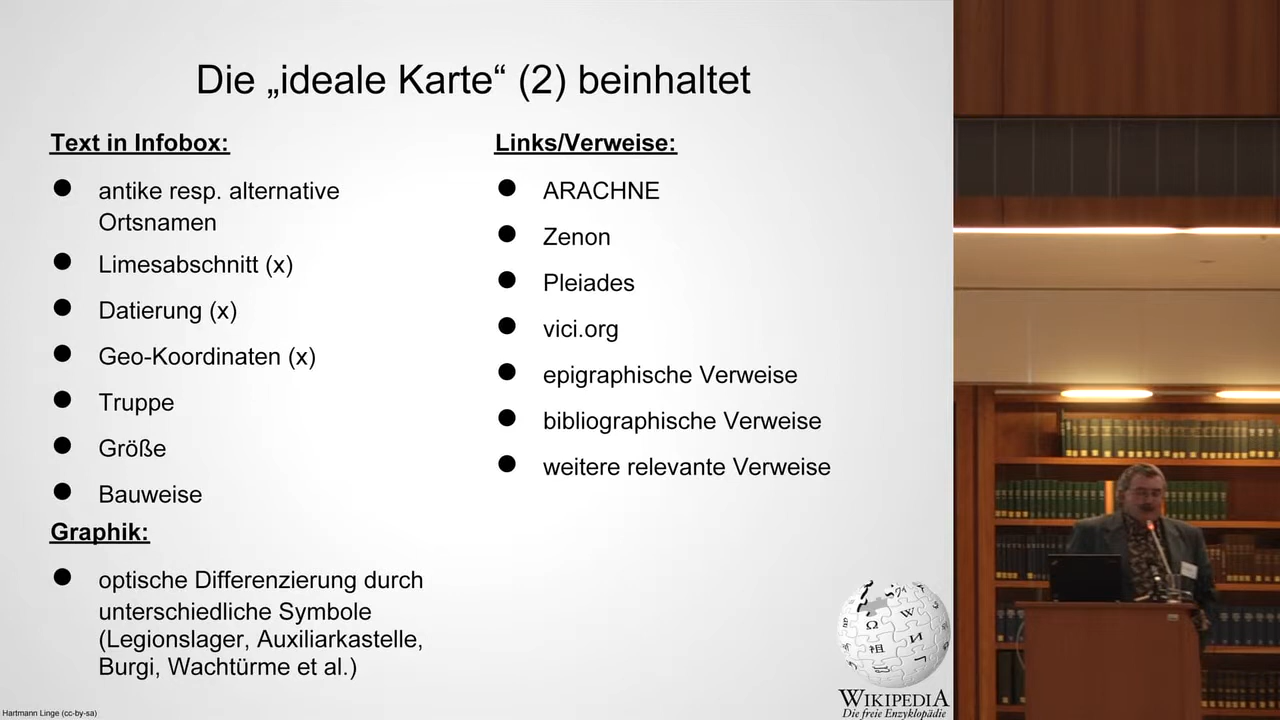 Die „ideale Karte“ (2) beinhaltet
Text in Infobox:
antike resp. alternative
Ortsnamen
Limesabschnitt (x)
Datierung (x)
Geo-Koordinaten (x)
Truppe
Größe
Bauweise
Graphik:
optische Differenzierung durch
unterschiedliche Symbole
(Legionslager, Auxiliarkastelle,
Burgi, Wachtürme et al.)
Links/Verweise:
ARACHNE
Zenon
Pleiades
vici.org
epigraphische Verweise
bibliographische Verweise
weitere relevante Verweise
Ω
W
И
WIKIPEDIA
Die freie Enzyklopädie
Hartmann Linge (cc-by-sa)